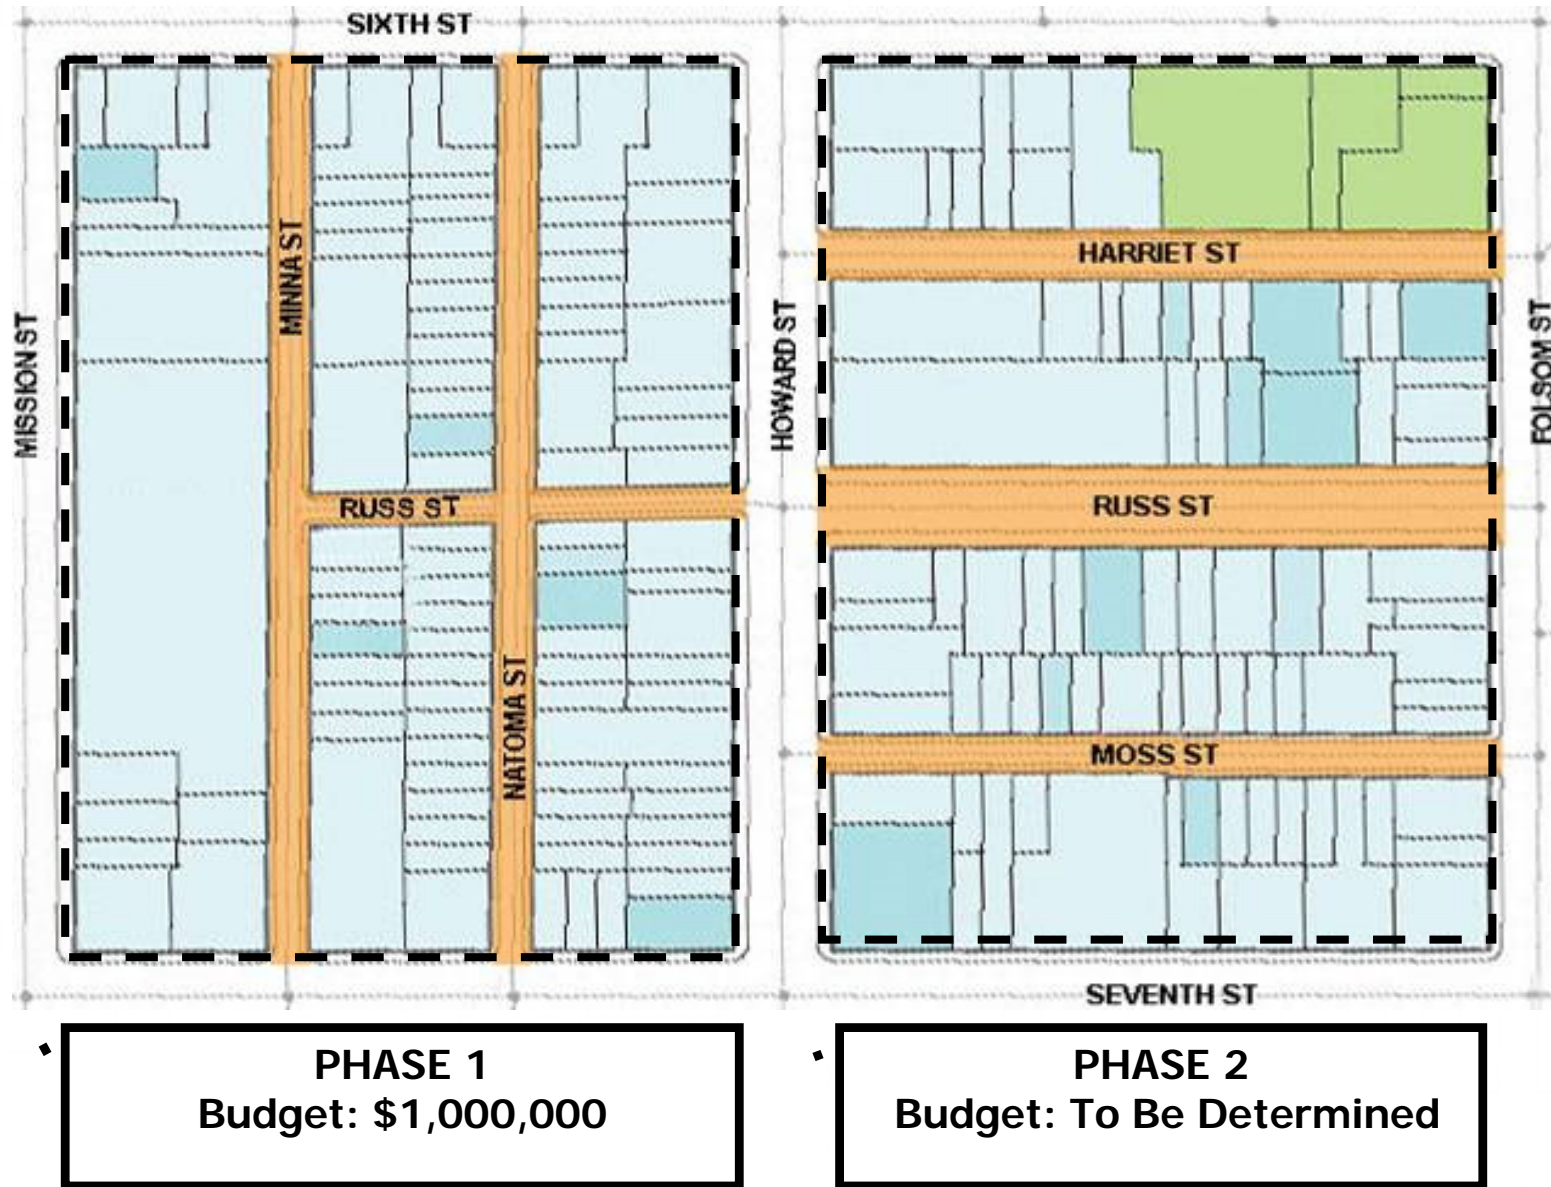 SIXTH ST
MISSION ST
MINNA ST
NATOMA ST
RUSS ST
HOWARD ST
HARRIET ST
RUSS ST
MOSS ST
FOLSOM ST
SEVENTH ST
PHASE 1
Budget: $1,000,000
PHASE 2
Budget: To Be Determined